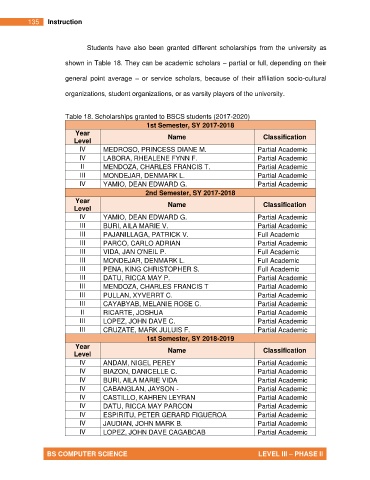 135 Instruction
Students have also been granted different scholarships from the university as
shown in Table 18. They can be academic scholars – partial or full, depending on their
general point average – or service scholars, because of their affiliation socio-cultural
organizations, student organizations, or as varsity players of the university.
Table 18. Scholarships granted to BSCS students (2017-2020)
1st Semester, SY 2017-2018
Year Level Name Classification
IV MEDROSO, PRINCESS DIANE M. Partial Academic
IV LABORA, RHEALENE FYNN F. Partial Academic
II MENDOZA, CHARLES FRANCIS T. Partial Academic
III MONDEJAR, DENMARK L. Partial Academic
IV YAMIO, DEAN EDWARD G. Partial Academic
2nd Semester, SY 2017-2018
Year Level Name Classification
IV YAMIO, DEAN EDWARD G. Partial Academic
III BURI, AILA MARIE V. Partial Academic
III PAJANILLAGA, PATRICK V. Full Academic
III PARCO, CARLO ADRIAN Partial Academic
III VIDA, JAN O'NEIL P. Full Academic
III MONDEJAR, DENMARK L. Full Academic
III PENA, KING CHRISTOPHER S. Full Academic
III DATU, RICCA MAY P. Partial Academic
III MENDOZA, CHARLES FRANCIS T Partial Academic
III PULLAN, XYVERRT C. Partial Academic
III CAYABYAB, MELANIE ROSE C. Partial Academic
II RICARTE, JOSHUA Partial Academic
III LOPEZ, JOHN DAVE C. Partial Academic
III CRUZATE, MARK JULUIS F. Partial Academic
1st Semester, SY 2018-2019
Year Level Name Classification
IV ANDAM, NIGEL PEREY Partial Academic
IV BIAZON, DANICELLE C. Partial Academic
IV BURI, AILA MARIE VIDA Partial Academic
IV CABANGLAN, JAYSON - Partial Academic
IV CASTILLO, KAHREN LEYRAN Partial Academic
IV DATU, RICCA MAY PARCON Partial Academic
IV ESPIRITU, PETER GERARD FIGUEROA Partial Academic
IV JAUDIAN, JOHN MARK B. Partial Academic
IV LOPEZ, JOHN DAVE CAGABCAB Partial Academic
BS COMPUTER SCIENCE LEVEL III – PHASE II